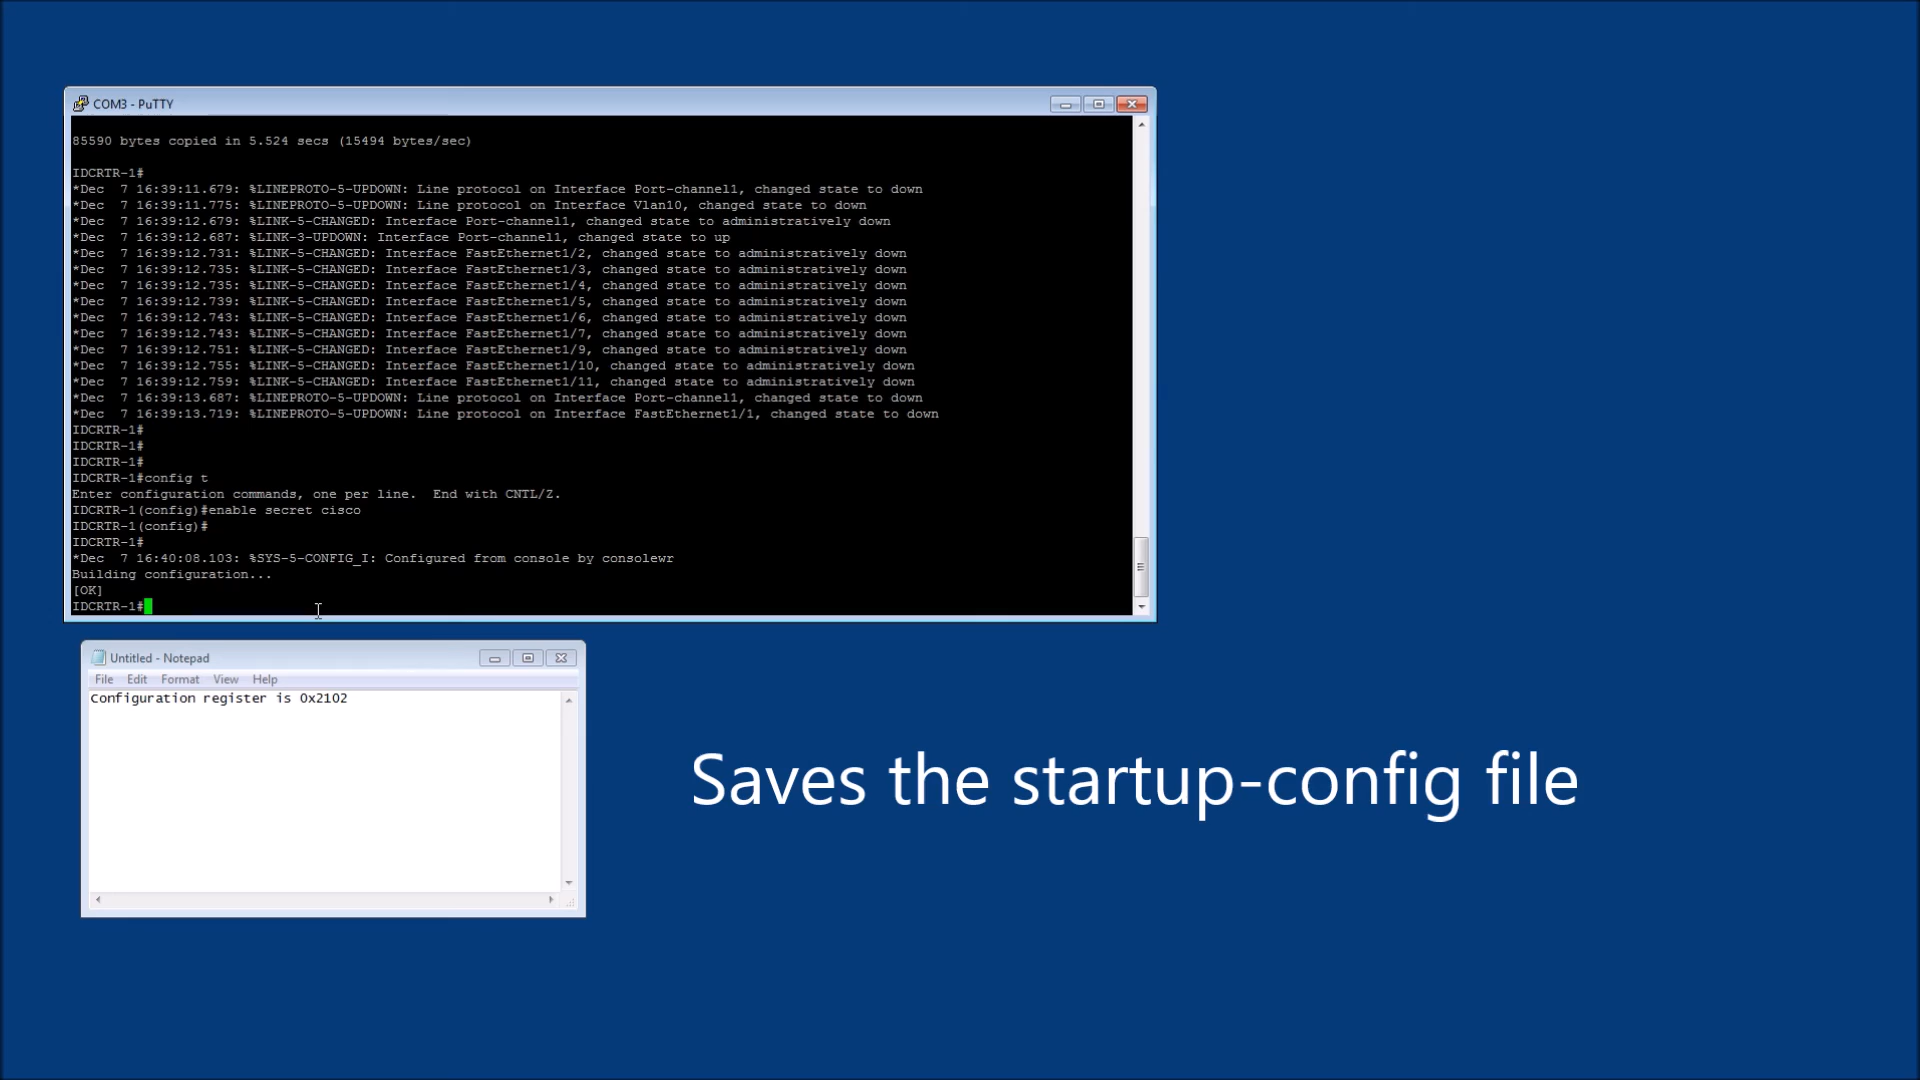 COM3 - PuTTY
85590 bytes copied in 5.524 secs (15494 bytes/sec)
IDCRTR-1#
*Dec  7 16:39:11.679: %LINEPROTO-5-UPDOWN: Line protocol on Interface Port-channel1, changed state to down
*Dec  7 16:39:11.775: %LINEPROTO-5-UPDOWN: Line protocol on Interface Vlan10, changed state to down
*Dec  7 16:39:12.679: %LINK-5-CHANGED: Interface Port-channel1, changed state to administratively down
*Dec  7 16:39:12.687: %LINK-3-UPDOWN: Interface Port-channel1, changed state to up
*Dec  7 16:39:12.731: %LINK-5-CHANGED: Interface FastEthernet1/2, changed state to administratively down
*Dec  7 16:39:12.735: %LINK-5-CHANGED: Interface FastEthernet1/3, changed state to administratively down
*Dec  7 16:39:12.735: %LINK-5-CHANGED: Interface FastEthernet1/4, changed state to administratively down
*Dec  7 16:39:12.739: %LINK-5-CHANGED: Interface FastEthernet1/5, changed state to administratively down
*Dec  7 16:39:12.743: %LINK-5-CHANGED: Interface FastEthernet1/6, changed state to administratively down
*Dec  7 16:39:12.743: %LINK-5-CHANGED: Interface FastEthernet1/7, changed state to administratively down
*Dec  7 16:39:12.751: %LINK-5-CHANGED: Interface FastEthernet1/9, changed state to administratively down
*Dec  7 16:39:12.755: %LINK-5-CHANGED: Interface FastEthernet1/10, changed state to administratively down
*Dec  7 16:39:12.759: %LINK-5-CHANGED: Interface FastEthernet1/11, changed state to administratively down
*Dec  7 16:39:13.687: %LINEPROTO-5-UPDOWN: Line protocol on Interface Port-channel1, changed state to down
*Dec  7 16:39:13.719: %LINEPROTO-5-UPDOWN: Line protocol on Interface FastEthernet1/1, changed state to down
IDCRTR-1#
IDCRTR-1#
IDCRTR-1#
IDCRTR-1#config t
Enter configuration commands, one per line.  End with CNTL/Z.
IDCRTR-1(config)#enable secret cisco
IDCRTR-1(config)#
IDCRTR-1#
*Dec  7 16:40:08.103: %SYS-5-CONFIG_I: Configured from console by consolewr
Building configuration...
[OK]
IDCRTR-1#
Untitled - Notepad
File Edit Format View Help
Configuration register is 0x2102
Saves the startup-config file